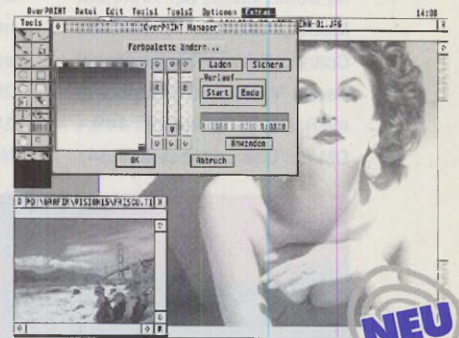 OverPAINT Datei Edit Tools1 Tools2 Optionen Extras 14:08
Tools
OverPAINT Manager
Farbpalette ändern...
Laden Sichern
Verlauf
Start Ende
Anwenden
OK Abbruch
NEU